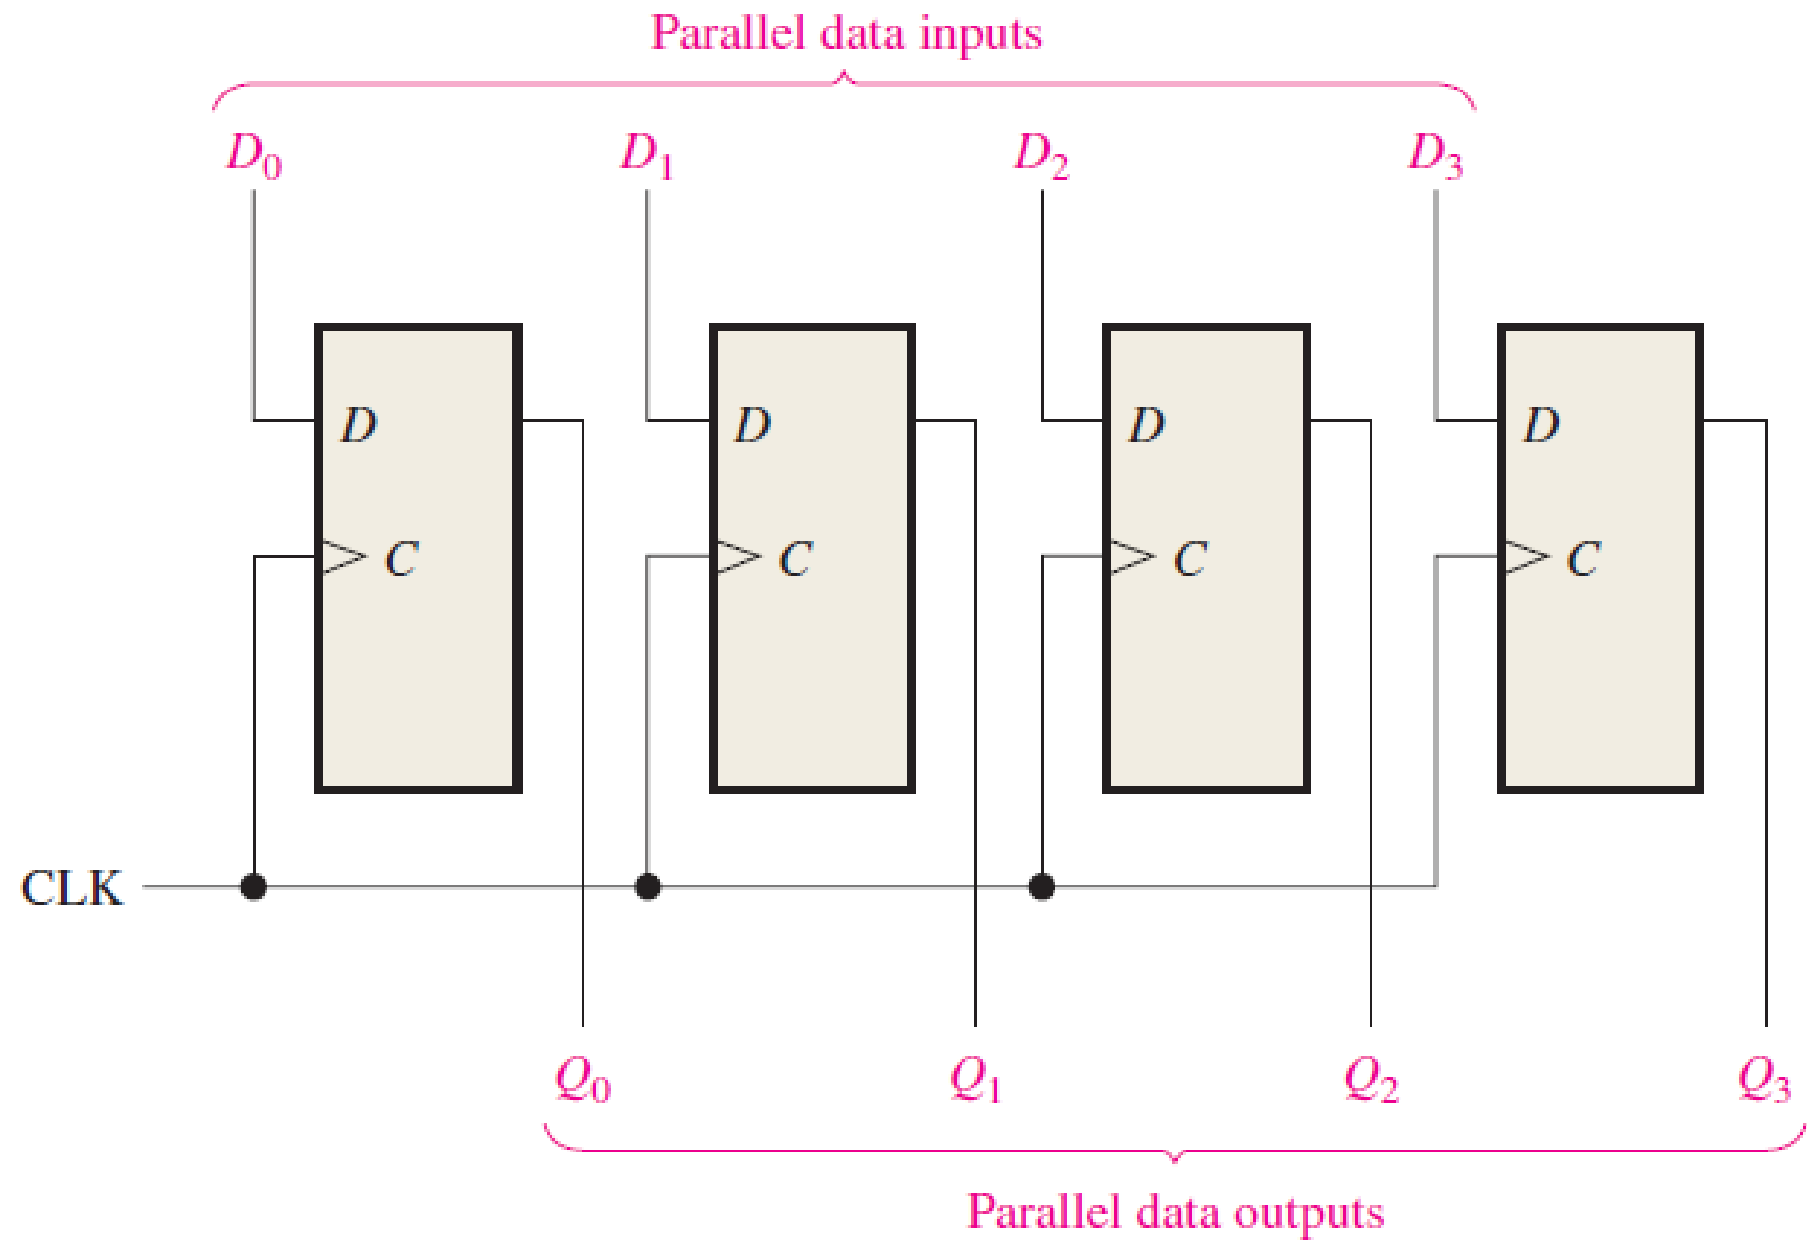 Parallel data inputs
D0 D1 D2 D3
D D D D
C C C C
CLK
Q0 Q1 Q2 Q3
Parallel data outputs